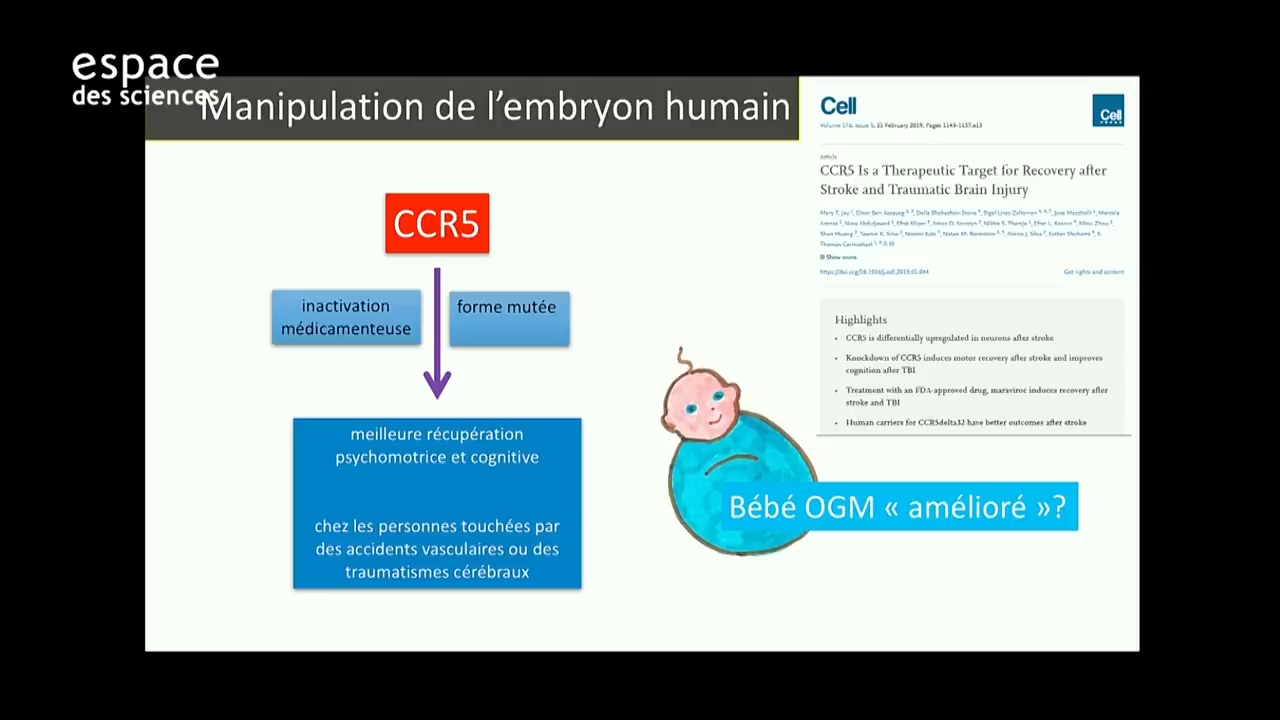 espace
des sciences
Manipulation de l’embryon humain
CCR5
inactivation
médicamenteuse
forme mutée
meilleure récupération
psychomotrice et cognitive
chez les personnes touchées par
des accidents vasculaires ou des
traumatismes cérébraux
Cell
Volume 176, Issue 5, 21 February 2019, Pages 1143-1157.e13
Cell
Article
CCR5 Is a Therapeutic Target for Recovery after
Stroke and Traumatic Brain Injury
Show more
Get rights and content
Highlights
• CCR5 is differentially upregulated in neurons after stroke
• Knockdown of CCR5 induces motor recovery after stroke and improves
cognition after TBI
• Treatment with an FDA-approved drug, maraviroc induces recovery after
stroke and TBI
• Human carriers for CCR5delta32 have better outcomes after stroke
Bébé OGM « amélioré »?